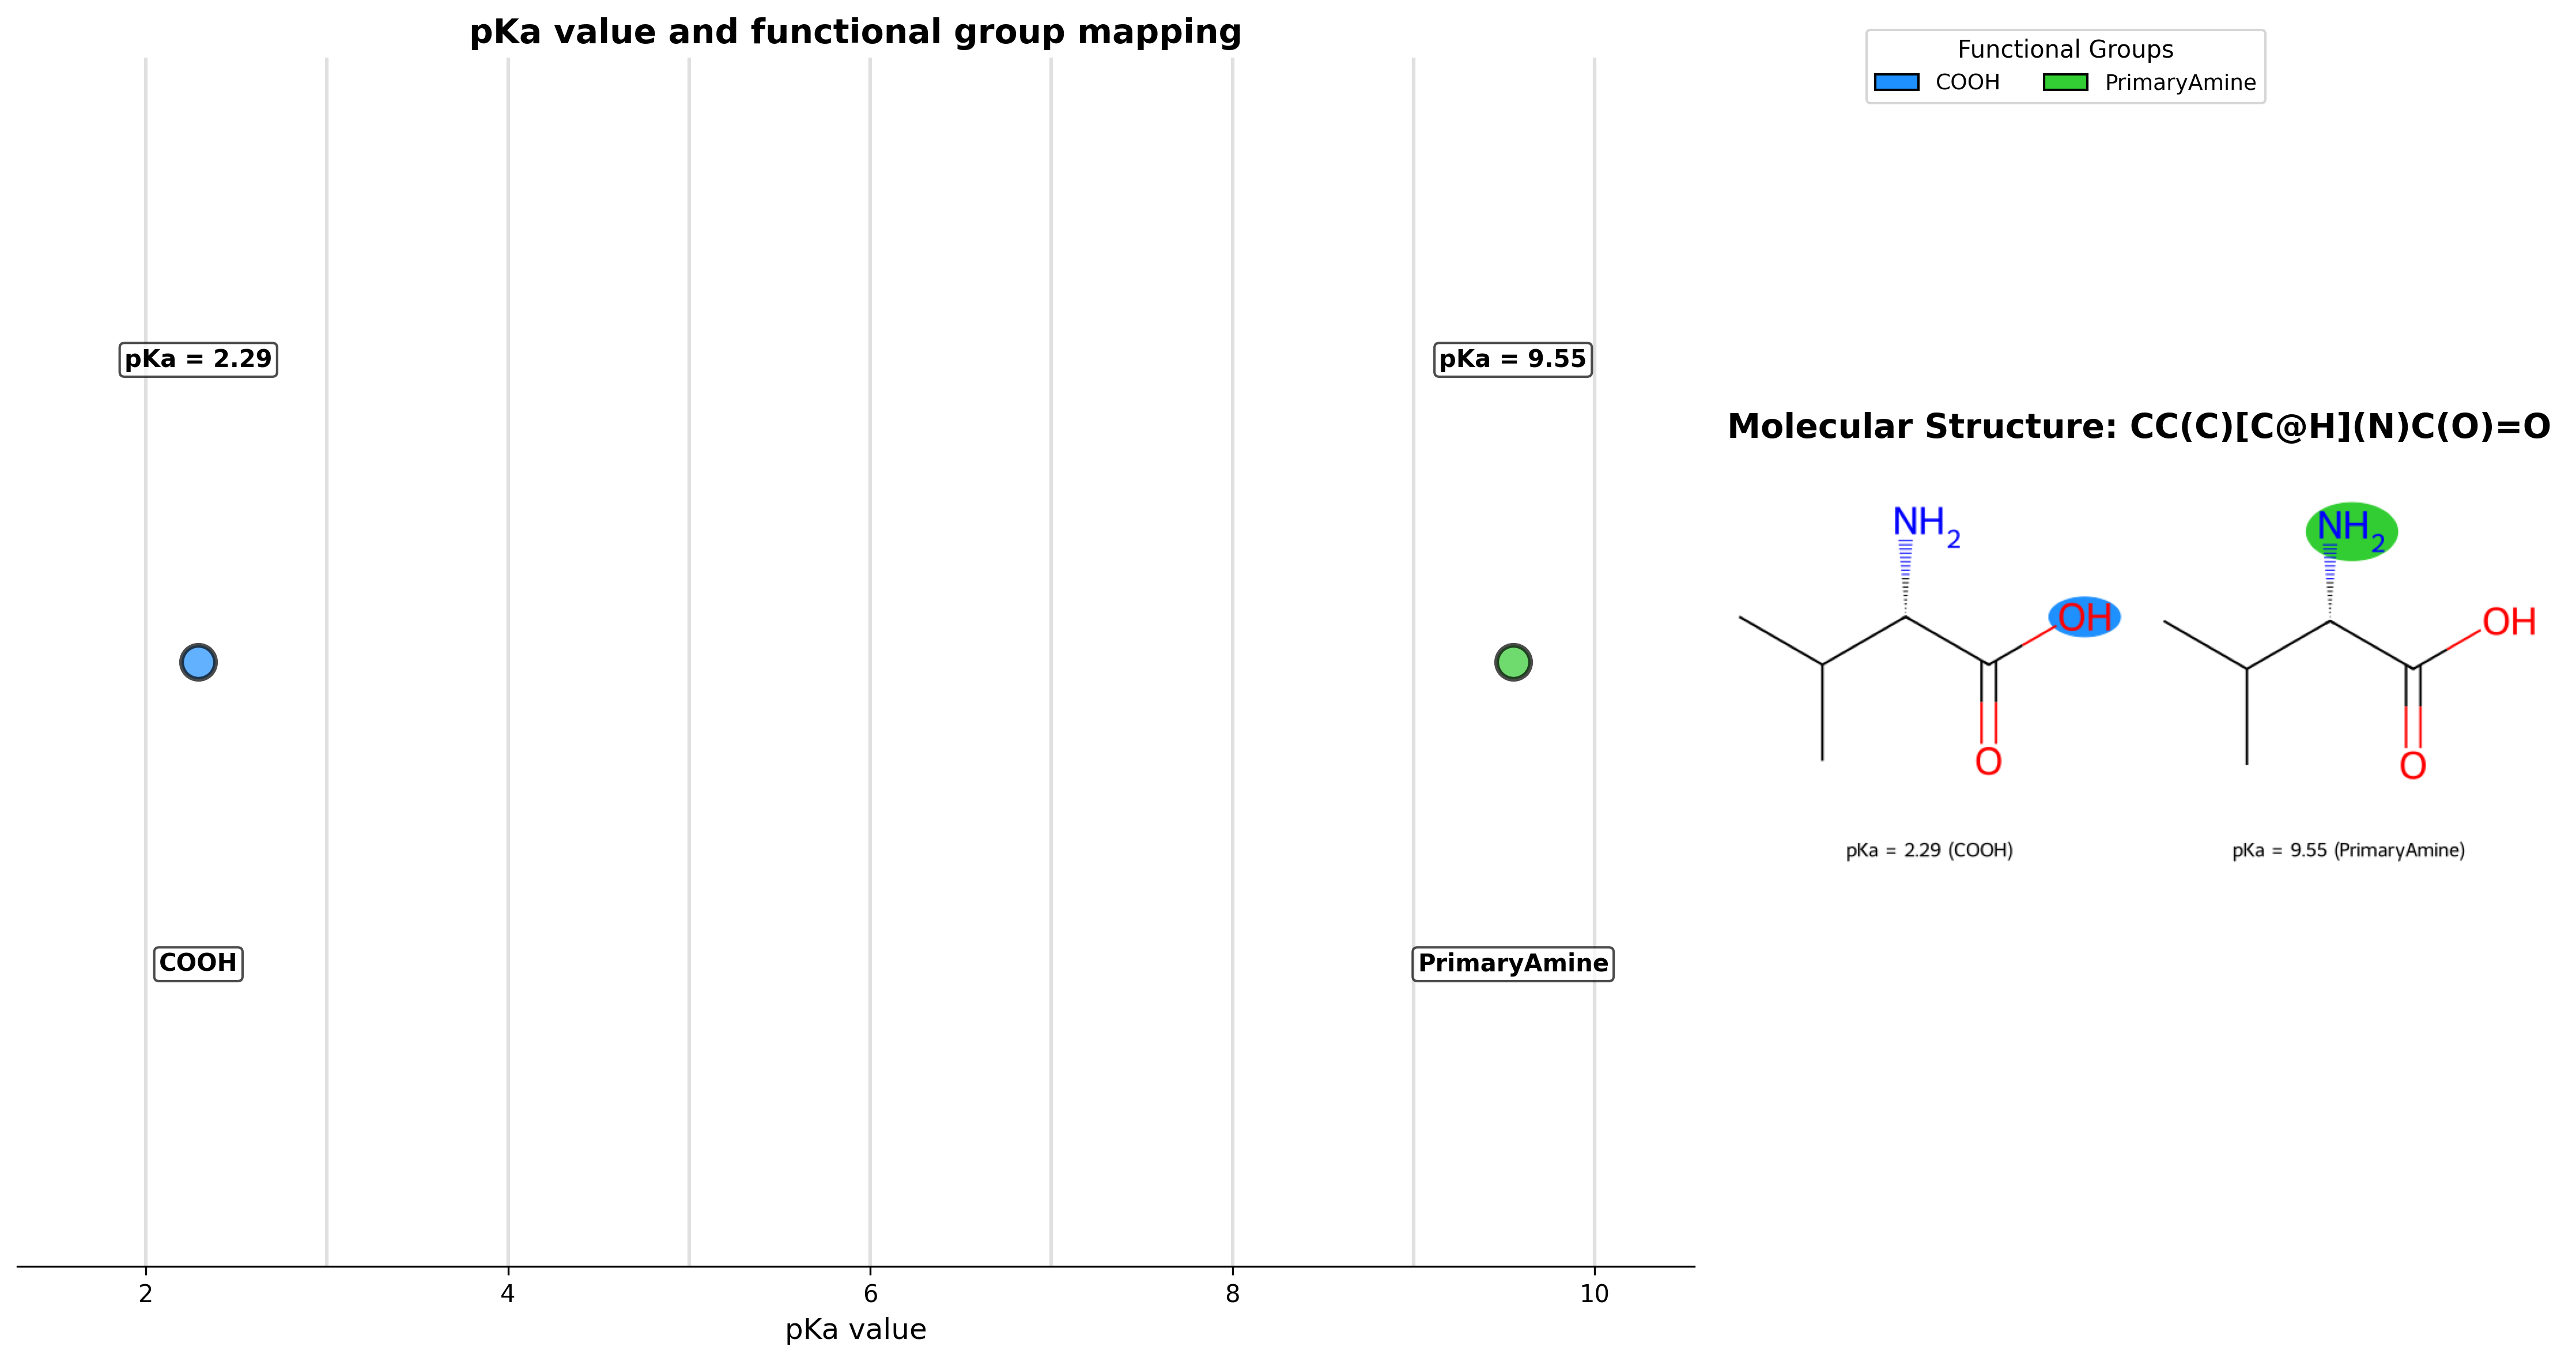 pKa value and functional group mapping
Functional Groups
COOH PrimaryAmine
pKa = 2.29 pKa = 9.55
COOH PrimaryAmine
2 4 6 8 10
pKa value
Molecular Structure: CC(C)[C@H](N)C(O)=O
NH2 NH2
OH OH
O O
pKa = 2.29 (COOH) pKa = 9.55 (PrimaryAmine)